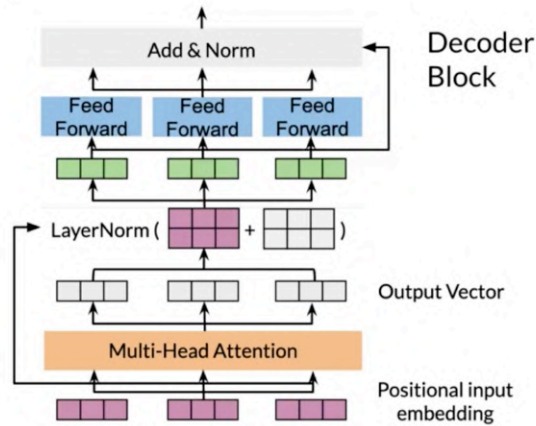 Decoder
Block
Add & Norm
Feed
Forward
Feed
Forward
Feed
Forward
LayerNorm ( + )
Output Vector
Multi-Head Attention
Positional input
embedding